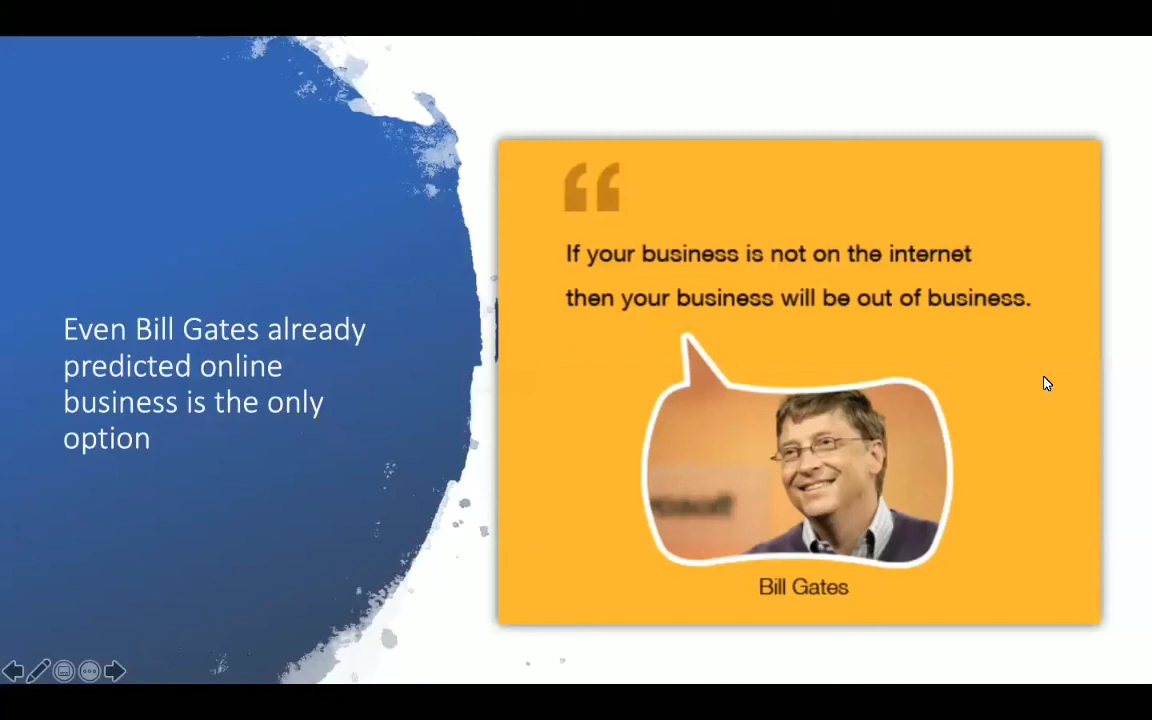 Even Bill Gates already
predicted online
business is the only
option
“
If your business is not on the internet
then your business will be out of business.
Bill Gates